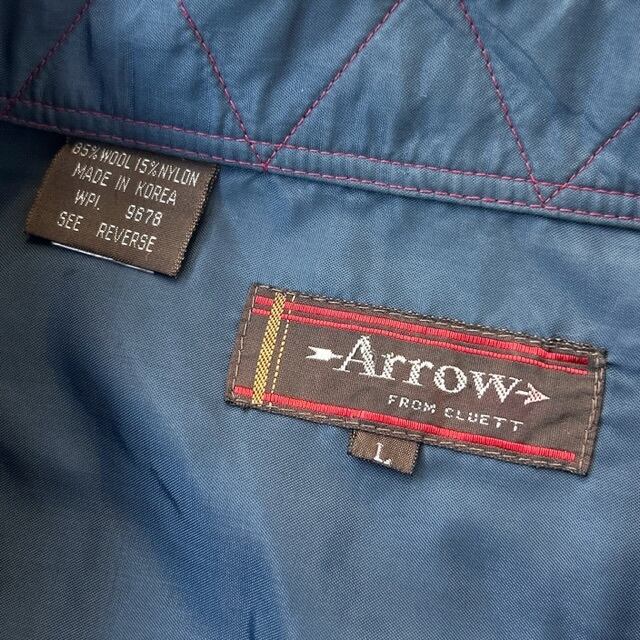 85% WOOL 15% NYLON
MADE IN KOREA
WPL 9678
SEE REVERSE
Arrow
FROM CLUETT
L